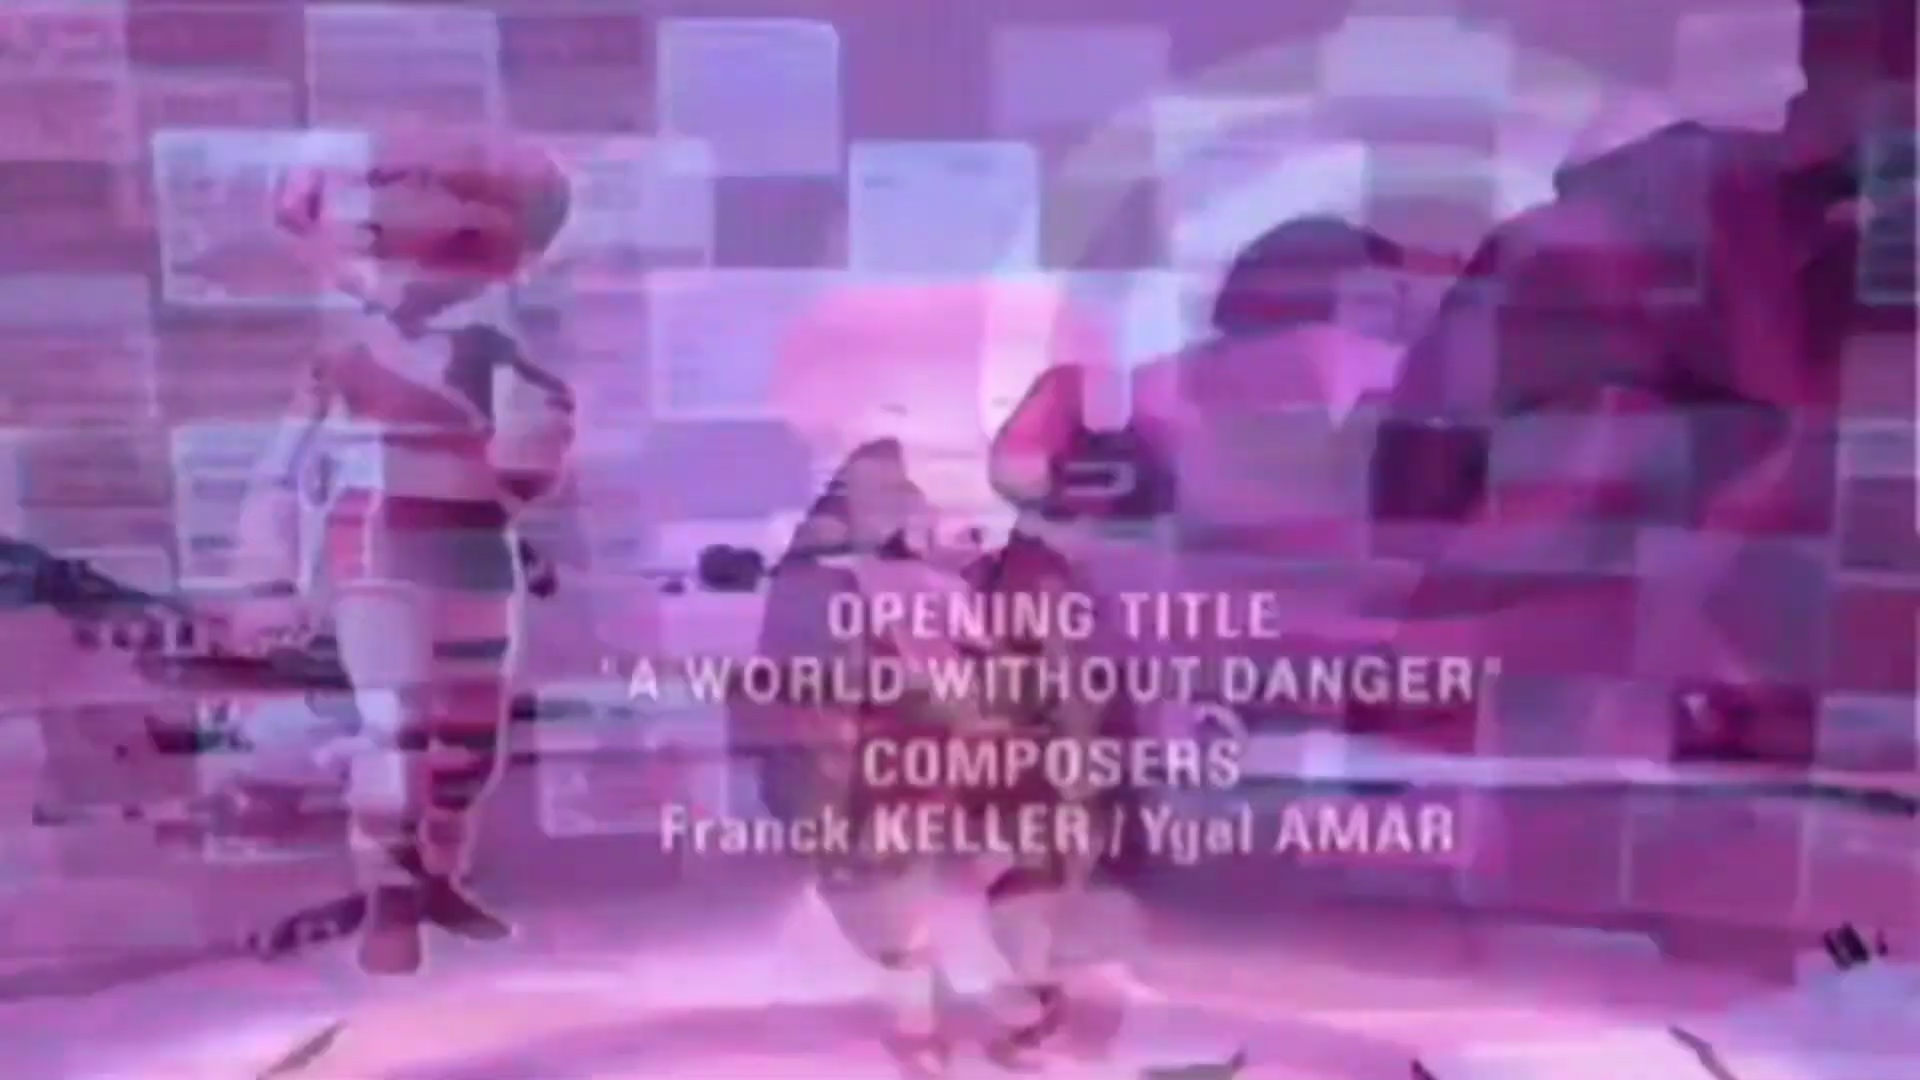 OPENING TITLE
"A WORLD WITHOUT DANGER"
COMPOSERS
Franck KELLER / Ygal AMAR